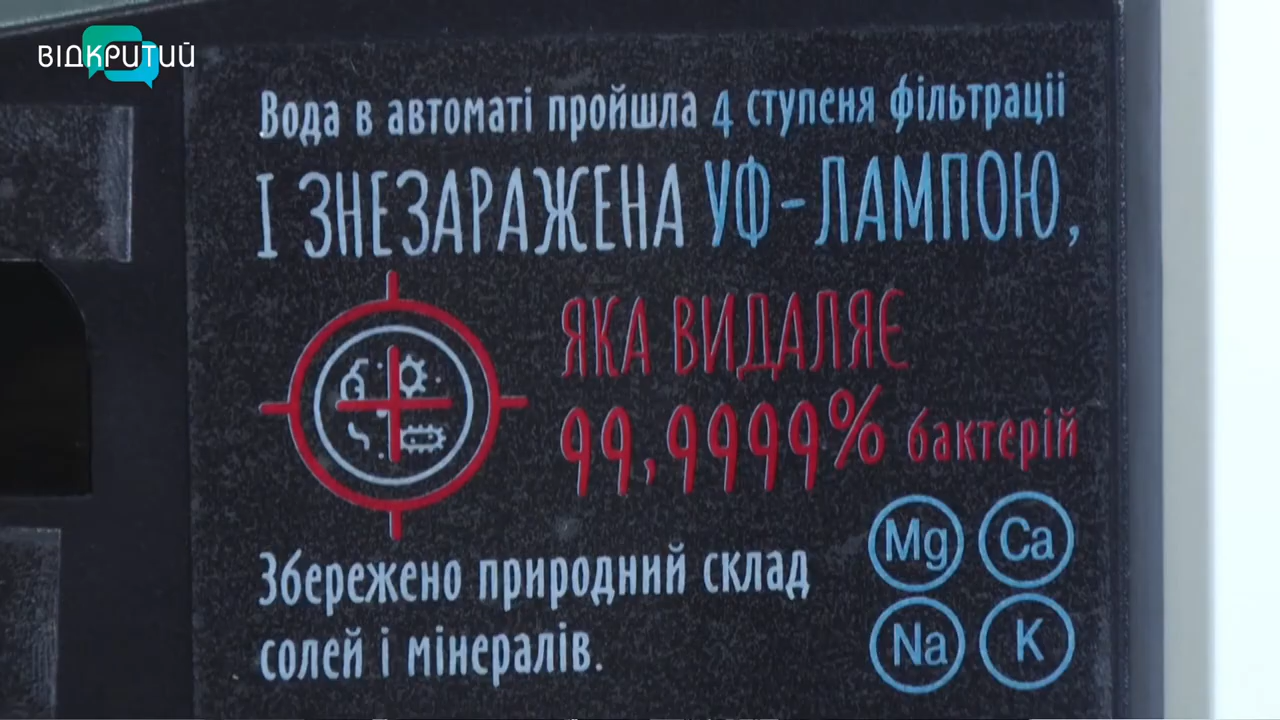 ВІДКРИТИЙ
Вода в автоматі пройшла 4 ступеня фільтрації
І ЗНЕЗАРАЖЕНА УФ-ЛАМПОЮ,
ЯКА ВИДАЛЯЄ
99,9999% бактерій
Mg Ca
Збережено природний склад
солей і мінералів.
Na K